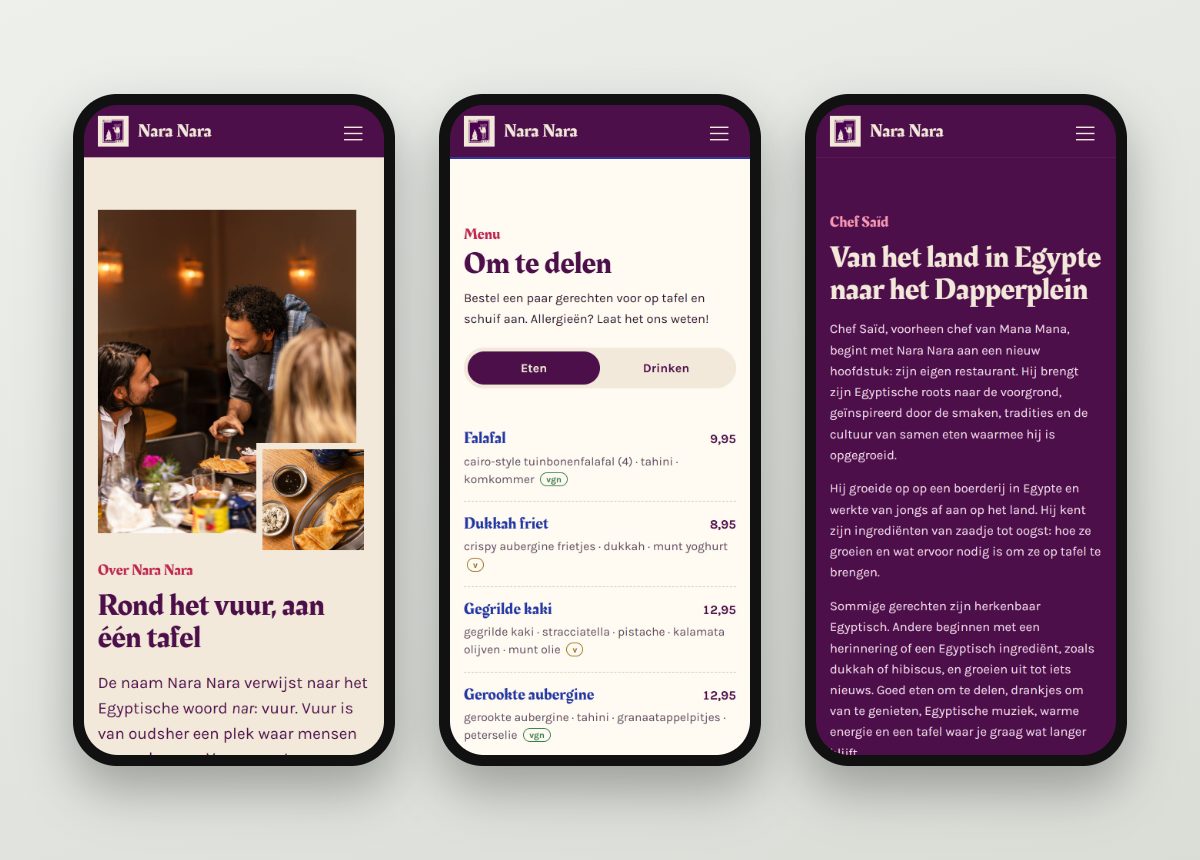 Nara Nara
Over Nara Nara
Rond het vuur, aan
één tafel
De naam Nara Nara verwijst naar het
Egyptische woord nar: vuur. Vuur is
van oudsher een plek waar mensen
Nara Nara
Menu
Om te delen
Bestel een paar gerechten voor op tafel en
schuif aan. Allergieën? Laat het ons weten!
Eten Drinken
Falafal 9,95
cairo-style tuinbonenfalafal (4) · tahini ·
komkommer vgn
Dukkah friet 8,95
crispy aubergine frietjes · dukkah · munt yoghurt
v
Gegrilde kaki 12,95
gegrilde kaki · stracciatella · pistache · kalamata
olijven · munt olie v
Gerookte aubergine 12,95
gerookte aubergine · tahini · granaatappelpitjes ·
peterselie vgn
Nara Nara
Chef Saïd
Van het land in Egypte
naar het Dapperplein
Chef Saïd, voorheen chef van Mana Mana,
begint met Nara Nara aan een nieuw
hoofdstuk: zijn eigen restaurant. Hij brengt
zijn Egyptische roots naar de voorgrond,
geïnspireerd door de smaken, tradities en de
cultuur van samen eten waarmee hij is
opgegroeid.
Hij groeide op op een boerderij in Egypte en
werkte van jongs af aan op het land. Hij kent
zijn ingrediënten van zaadje tot oogst: hoe ze
groeien en wat ervoor nodig is om ze op tafel te
brengen.
Sommige gerechten zijn herkenbaar
Egyptisch. Andere beginnen met een
herinnering of een Egyptisch ingrediënt, zoals
dukkah of hibiscus, en groeien uit tot iets
nieuws. Goed eten om te delen, drankjes om
van te genieten, Egyptische muziek, warme
energie en een tafel waar je graag wat langer
blijft.